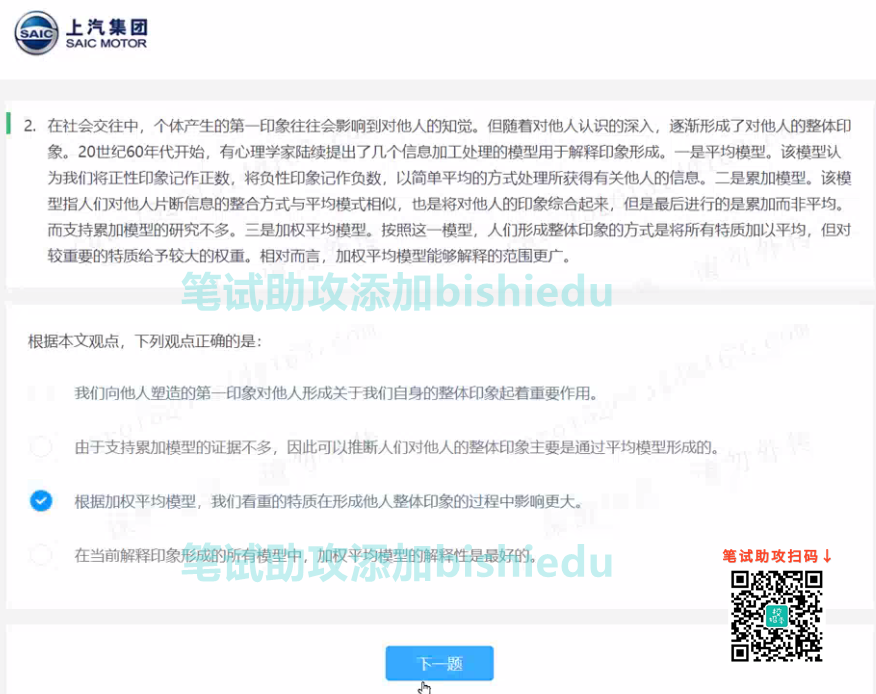 SAIC
上汽集团
SAIC MOTOR
2. 在社会交往中，个体产生的第一印象往往会影响到对他人的知觉。但随着对他人认识的深入，逐渐形成了对他人的整体印
象。20世纪60年代开始，有心理学家陆续提出了几个信息加工处理的模型用于解释印象形成。一是平均模型。该模型认
为我们将正性印象记作正数，将负性印象记作负数，以简单平均的方式处理所获得有关他人的信息。二是累加模型。该模
型指人们对他人片断信息的整合方式与平均模式相似，也是将对他人的印象综合起来，但是最后进行的是累加而非平均。
而支持累加模型的研究不多。三是加权平均模型。按照这一模型，人们形成整体印象的方式是将所有特质加以平均，但对
较重要的特质给予较大的权重。相对而言，加权平均模型能够解释的范围更广。
笔试助攻添加bishiedu
根据本文观点，下列观点正确的是：
我们向他人塑造的第一印象对他人形成关于我们自身的整体印象起着重要作用。
由于支持累加模型的证据不多，因此可以推断人们对他人的整体印象主要是通过平均模型形成的。
根据加权平均模型，我们看重的特质在形成他人整体印象的过程中影响更大。
在当前解释印象形成的所有模型中，加权平均模型的解释性是最好的。
笔试助攻添加bishiedu
笔试助攻扫码↓
下一题